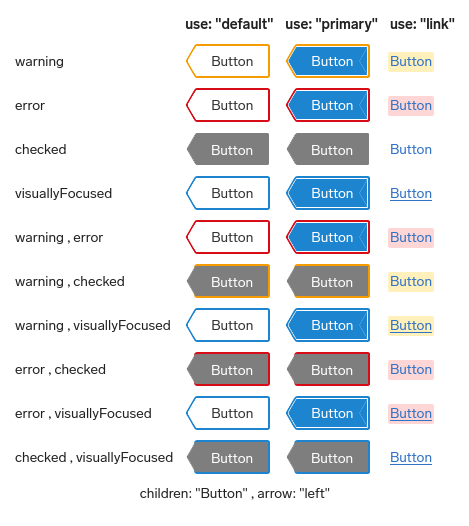 use: "default" use: "primary" use: "link"
warning Button Button Button
error Button Button Button
checked Button Button Button
visuallyFocused Button Button Button
warning , error Button Button Button
warning , checked Button Button Button
warning , visuallyFocused Button Button Button
error , checked Button Button Button
error , visuallyFocused Button Button Button
checked , visuallyFocused Button Button Button
children: "Button" , arrow: "left"